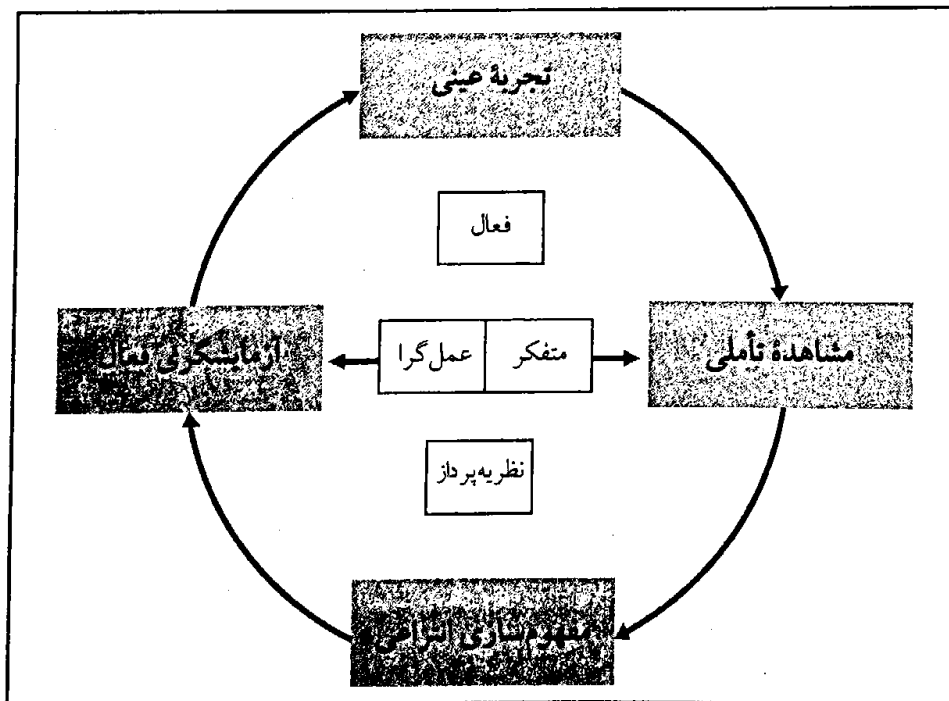 تجربهٔ عینی
فعال
مشاهدهٔ تأملی
متفکر
عمل‌گرا
آزمایشگری فعال
نظریه‌پرداز
مفهوم‌سازی انتزاعی